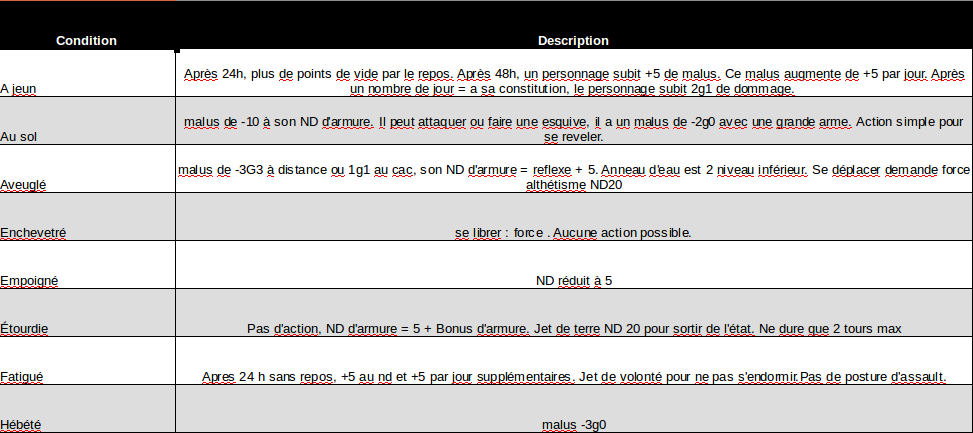 Condition Description
Après 24h, plus de points de vide par le repos. Après 48h, un personnage subit +5 de malus. Ce malus augmente de +5 par jour. Après
A jeun un nombre de jour = a sa constitution, le personnage subit 2g1 de dommage.
malus de -10 à son ND d'armure. Il peut attaquer ou faire une esquive, il a un malus de -2g0 avec une grande arme. Action simple pour
Au sol se reveler.
malus de -3G3 à distance ou 1g1 au cac, son ND d'armure = reflexe + 5. Anneau d'eau est 2 niveau inférieur. Se déplacer demande force
Aveuglé althétisme ND20
Enchevetré se librer : force . Aucune action possible.
Empoigné ND réduit à 5
Étourdie Pas d'action, ND d'armure = 5 + Bonus d'armure. Jet de terre ND 20 pour sortir de l'état. Ne dure que 2 tours max
Fatigué Apres 24 h sans repos, +5 au nd et +5 par jour supplémentaires. Jet de volonté pour ne pas s'endormir.Pas de posture d'assault.
Hébété malus -3g0